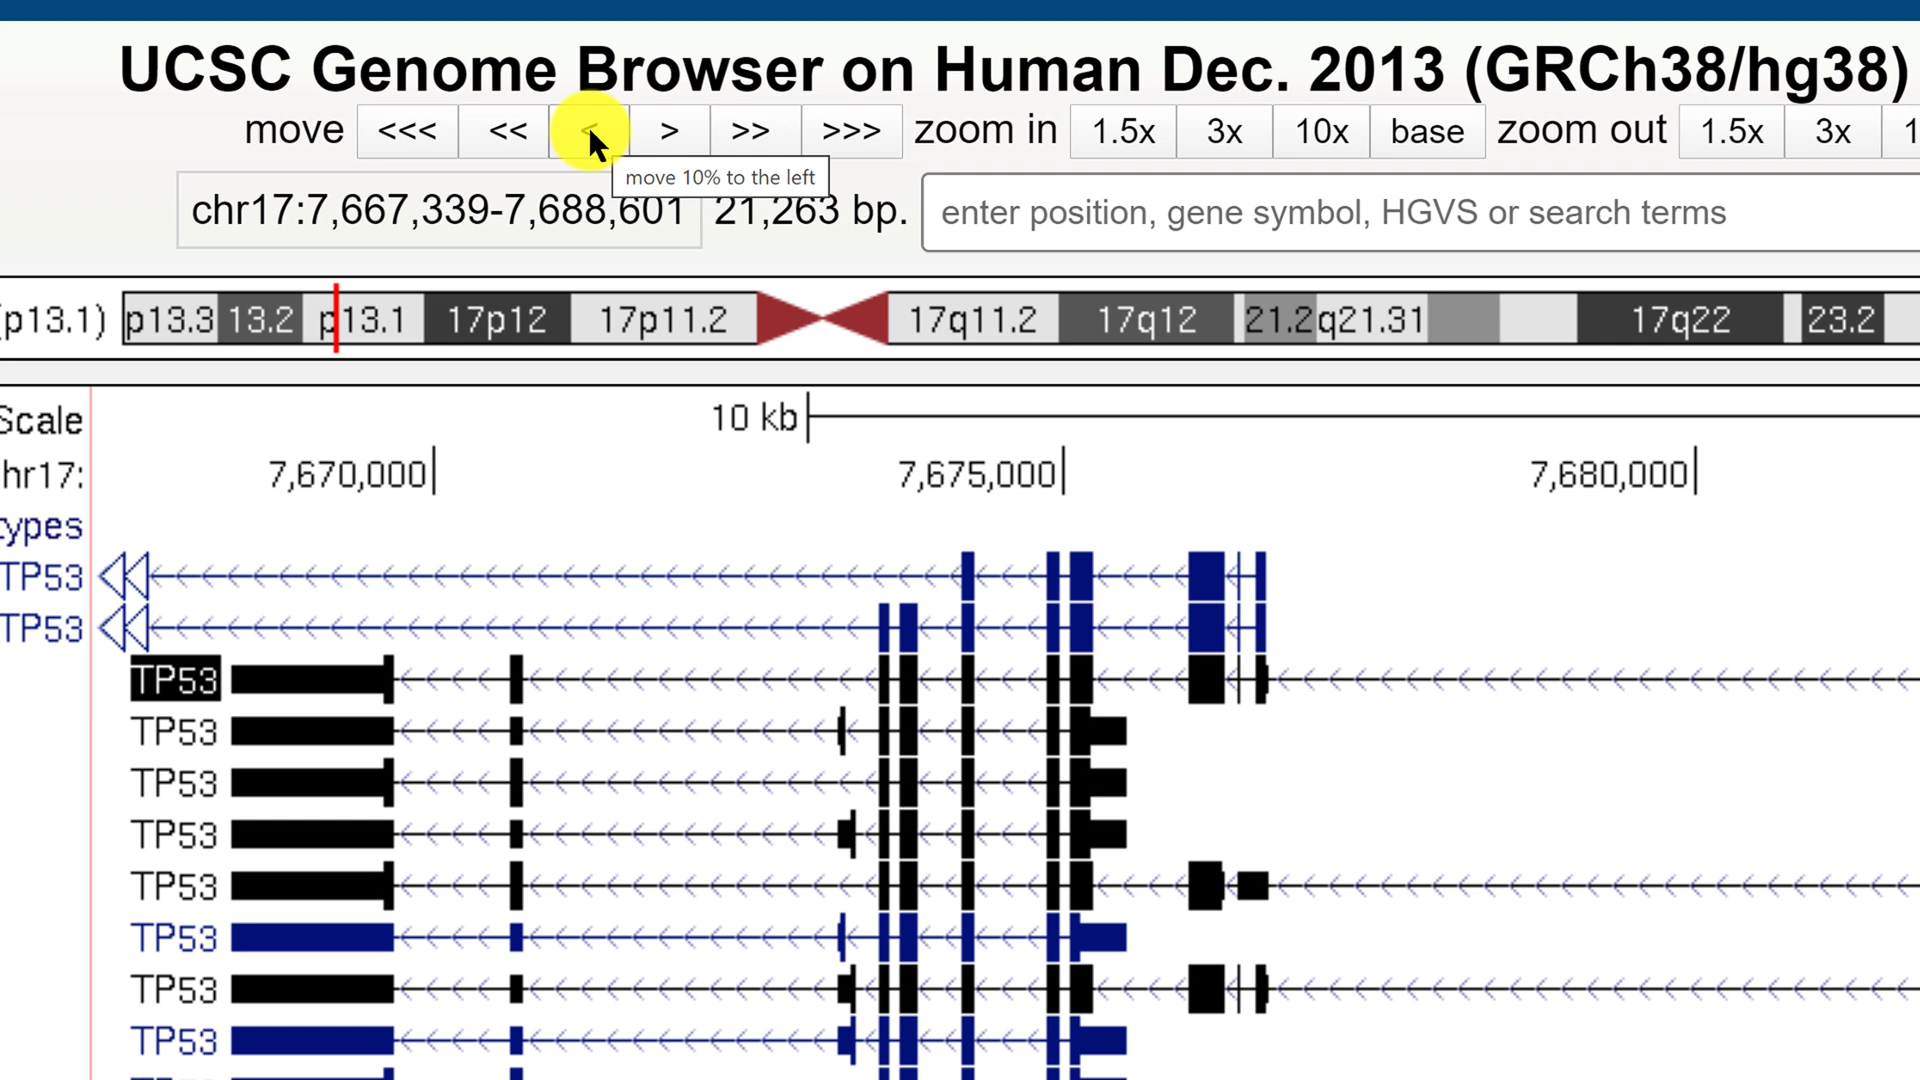 UCSC Genome Browser on Human Dec. 2013 (GRCh38/hg38)
move <<< << < > >> >>> zoom in 1.5x 3x 10x base zoom out 1.5x 3x 1
move 10% to the left
chr17:7,667,339-7,688,601 21,263 bp. enter position, gene symbol, HGVS or search terms
(p13.1) p13.3 13.2 p13.1 17p12 17p11.2 17q11.2 17q12 21.2 q21.31 17q22 23.2
Scale 10 kb
hr17: 7,670,000 7,675,000 7,680,000
types
TP53
TP53
TP53
TP53
TP53
TP53
TP53
TP53
TP53
TP53